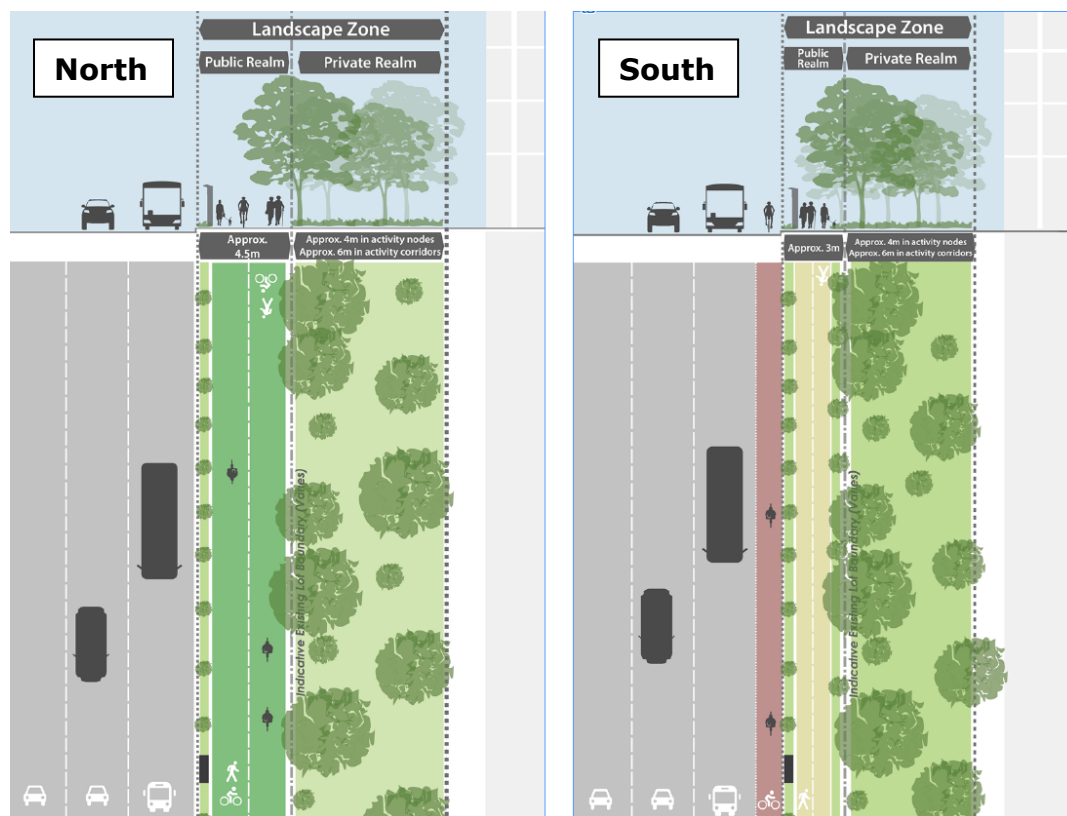 North
Landscape Zone
Public Realm
Private Realm
Approx.
4.5m
Approx. 4m in activity nodes
Approx. 6m in activity corridors
Indicative Existing Lot Boundary (Varies)
South
Landscape Zone
Public
Realm
Private Realm
Approx. 3m
Approx. 4m in activity nodes
Approx. 6m in activity corridors
Indicative Existing Lot Boundary (Varies)